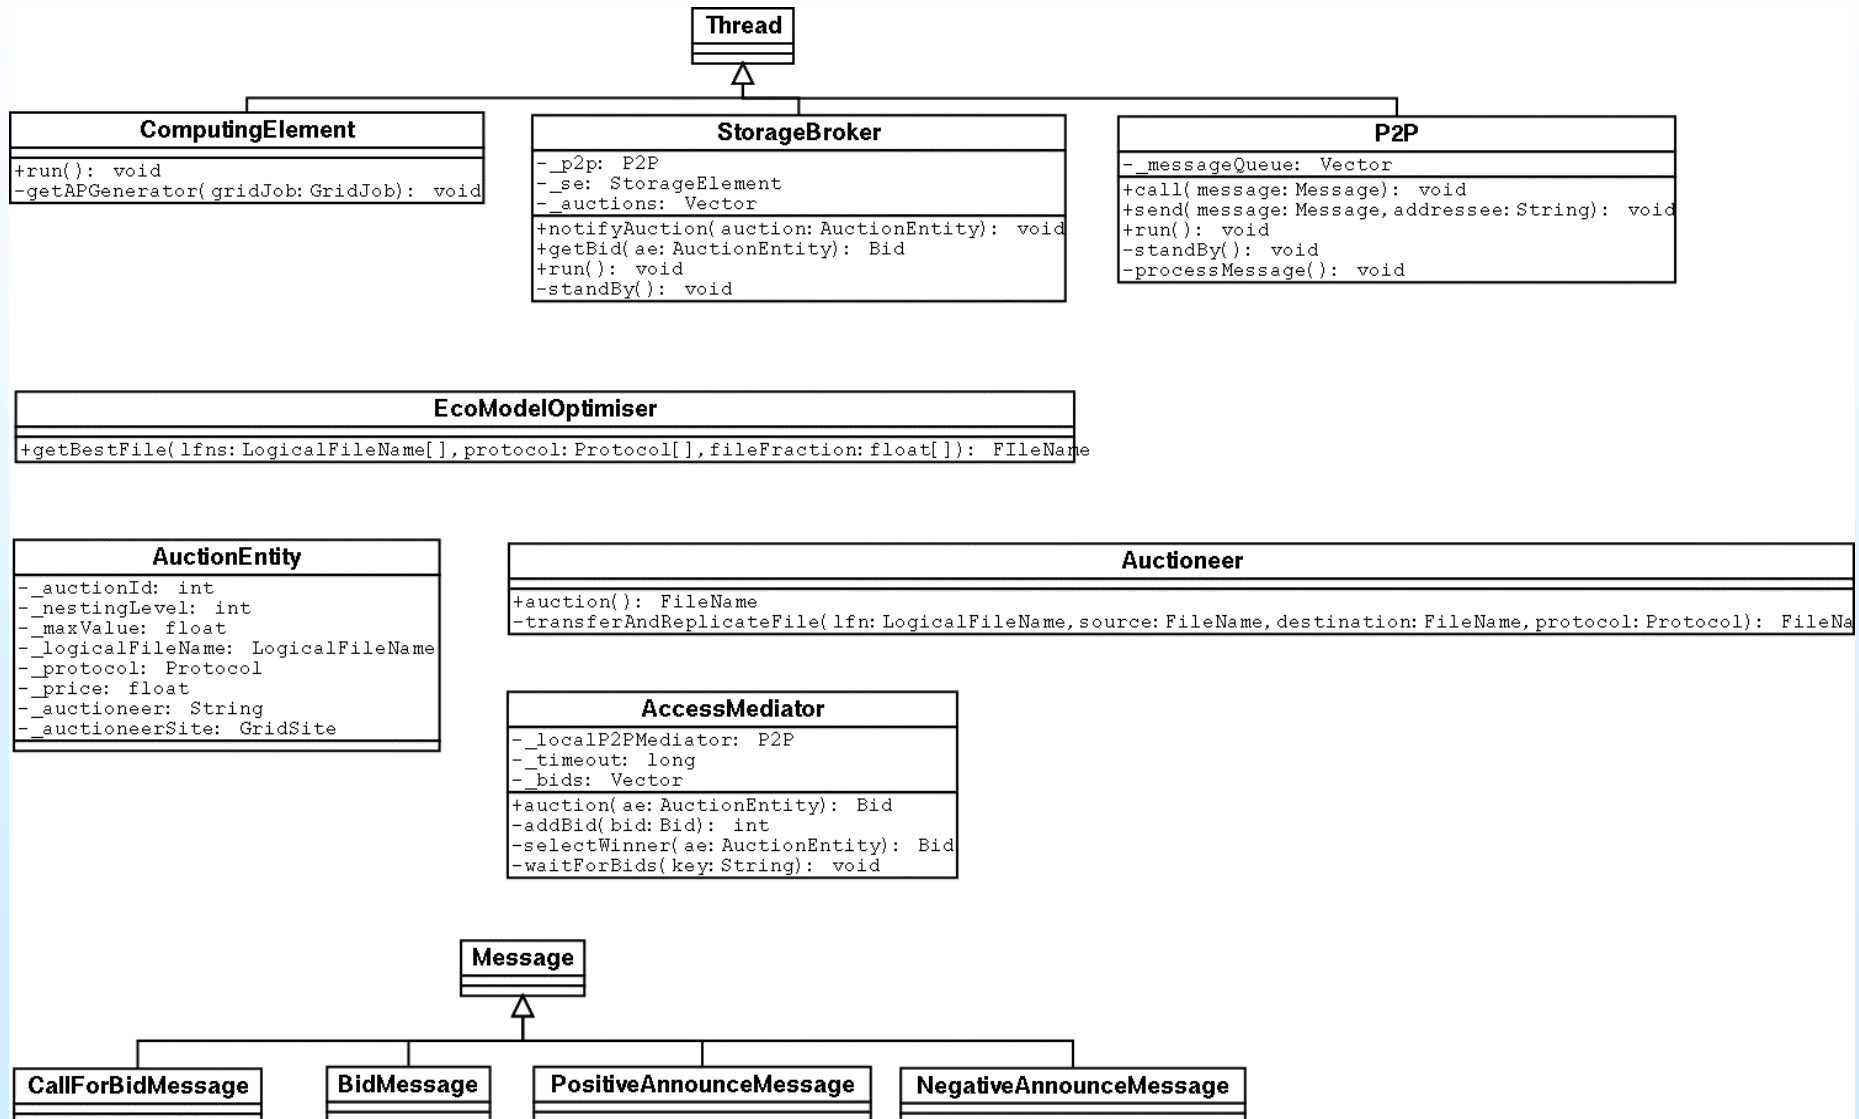 Thread
ComputingElement
+run(): void
-getAPGenerator(gridJob:GridJob): void
StorageBroker
-_p2p: P2P
-_se: StorageElement
-_auctions: Vector
+notifyAuction(auction:AuctionEntity): void
+getBid(ae:AuctionEntity): Bid
+run(): void
-standBy(): void
P2P
-_messageQueue: Vector
+call(message:Message): void
+send(message:Message,addressee:String): void
+run(): void
-standBy(): void
-processMessage(): void
EcoModelOptimiser
+getBestFile(lfns:LogicalFileName[],protocol:Protocol[],fileFraction:float[]): FIleName
AuctionEntity
-_auctionId: int
-_nestingLevel: int
-_maxValue: float
-_logicalFileName: LogicalFileName
-_protocol: Protocol
-_price: float
-_auctioneer: String
-_auctioneerSite: GridSite
Auctioneer
+auction(): FileName
-transferAndReplicateFile(lfn:LogicalFileName,source:FileName,destination:FileName,protocol:Protocol): FileNa
AccessMediator
-_localP2PMediator: P2P
-_timeout: long
-_bids: Vector
+auction(ae:AuctionEntity): Bid
-addBid(bid:Bid): int
-selectWinner(ae:AuctionEntity): Bid
-waitForBids(key:String): void
Message
CallForBidMessage
BidMessage
PositiveAnnounceMessage
NegativeAnnounceMessage